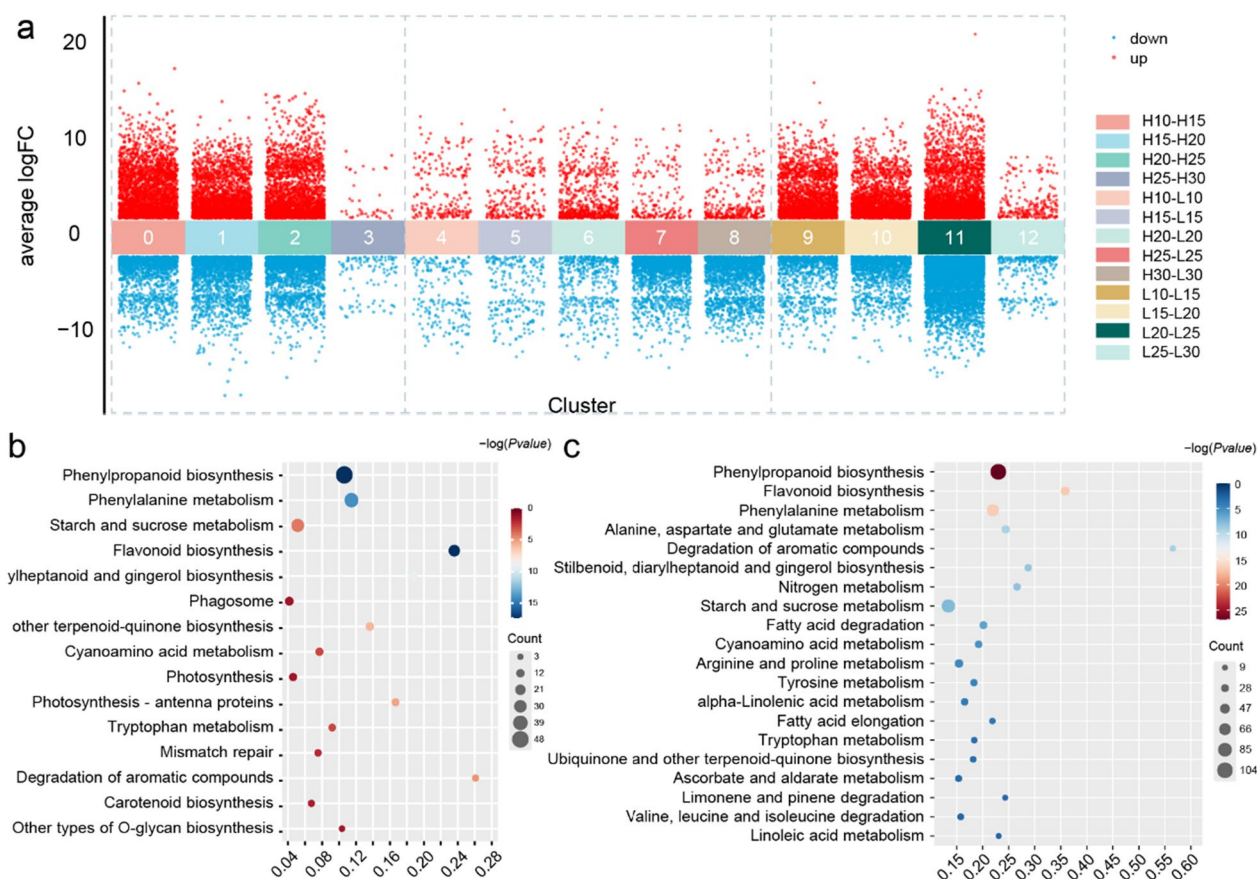 a
average logFC
20
10
0
−10
0 1 2 3 4 5 6 7 8 9 10 11 12
Cluster
down
up
H10-H15
H15-H20
H20-H25
H25-H30
H10-L10
H15-L15
H20-L20
H25-L25
H30-L30
L10-L15
L15-L20
L20-L25
L25-L30
b
Phenylpropanoid biosynthesis
Phenylalanine metabolism
Starch and sucrose metabolism
Flavonoid biosynthesis
ylheptanoid and gingerol biosynthesis
Phagosome
other terpenoid-quinone biosynthesis
Cyanoamino acid metabolism
Photosynthesis
Photosynthesis - antenna proteins
Tryptophan metabolism
Mismatch repair
Degradation of aromatic compounds
Carotenoid biosynthesis
Other types of O-glycan biosynthesis
0.04 0.08 0.12 0.16 0.20 0.24 0.28
−log(Pvalue)
0
5
10
15
Count
3
12
21
30
39
48
c
Phenylpropanoid biosynthesis
Flavonoid biosynthesis
Phenylalanine metabolism
Alanine, aspartate and glutamate metabolism
Degradation of aromatic compounds
Stilbenoid, diarylheptanoid and gingerol biosynthesis
Nitrogen metabolism
Starch and sucrose metabolism
Fatty acid degradation
Cyanoamino acid metabolism
Arginine and proline metabolism
Tyrosine metabolism
alpha-Linolenic acid metabolism
Fatty acid elongation
Tryptophan metabolism
Ubiquinone and other terpenoid-quinone biosynthesis
Ascorbate and aldarate metabolism
Limonene and pinene degradation
Valine, leucine and isoleucine degradation
Linoleic acid metabolism
0.15 0.20 0.25 0.30 0.35 0.40 0.45 0.50 0.55 0.60
−log(Pvalue)
0
5
10
15
20
25
Count
9
28
47
66
85
104